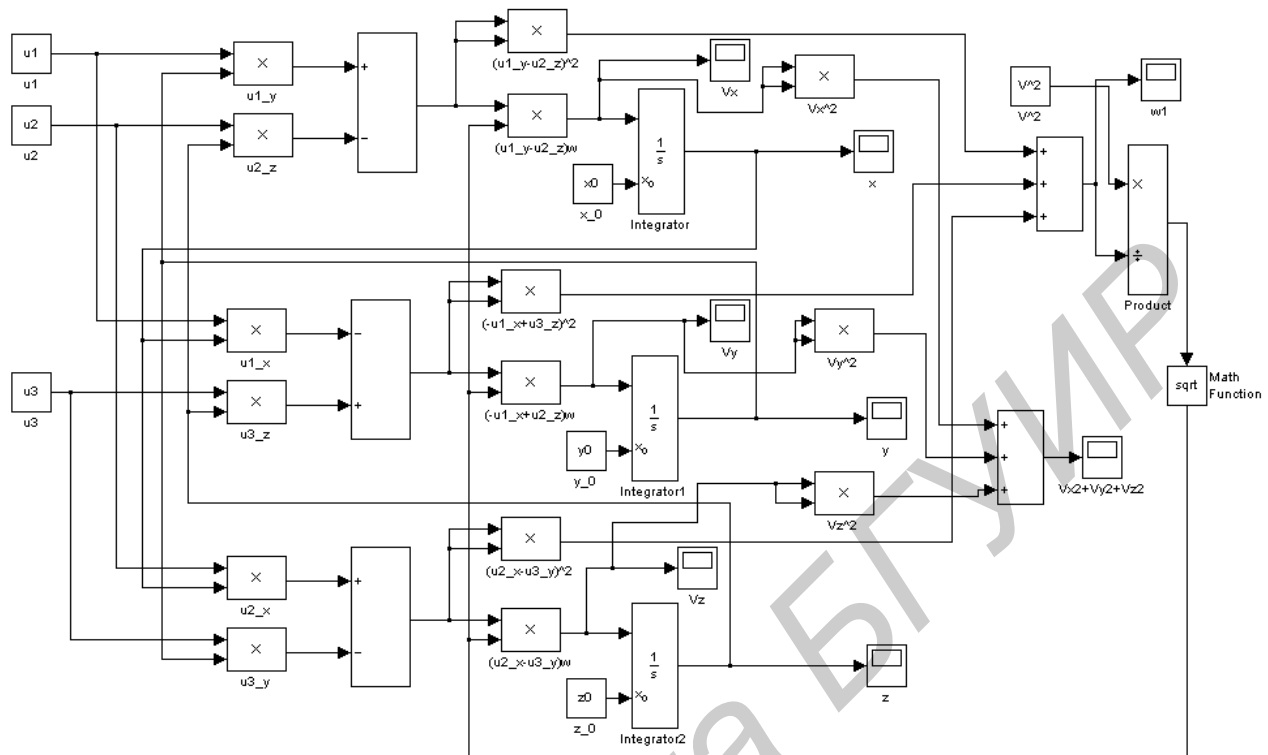 u1
u1
u2
u2
u3
u3
×
u1_y
×
u2_z
+
−
×
(u1_y-u2_z)^2
×
(u1_y-u2_z)w
x0
x_0
1
s
xo
Integrator
Vx
×
Vx^2
x
V^2
V^2
w1
+
+
+
×
÷
Product
sqrt
Math
Function
×
u1_x
×
u3_z
−
+
×
(-u1_x+u3_z)^2
×
(-u1_x+u2_z)w
y0
y_0
1
s
xo
Integrator1
Vy
×
Vy^2
y
×
Vz^2
+
+
+
Vx2+Vy2+Vz2
×
u2_x
×
u3_y
+
−
×
(u2_x-u3_y)^2
×
(u2_x-u3_y)w
z0
z_0
1
s
xo
Integrator2
Vz
z
БГУИР